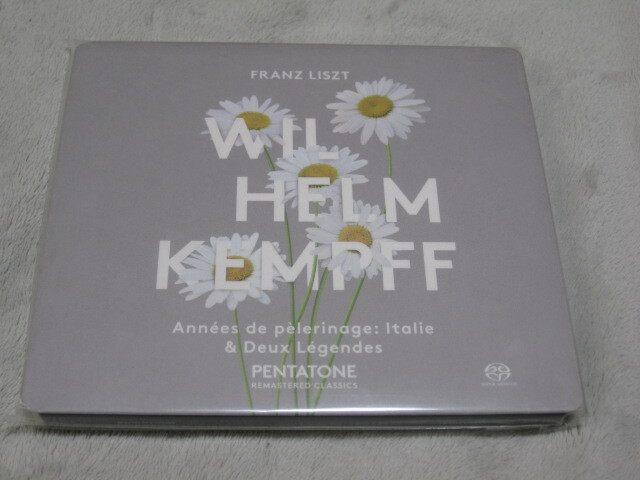 FRANZ LISZT
WIL
HELM
KEMPFF
Années de pèlerinage: Italie
& Deux Légendes
PENTATONE
REMASTERED CLASSICS